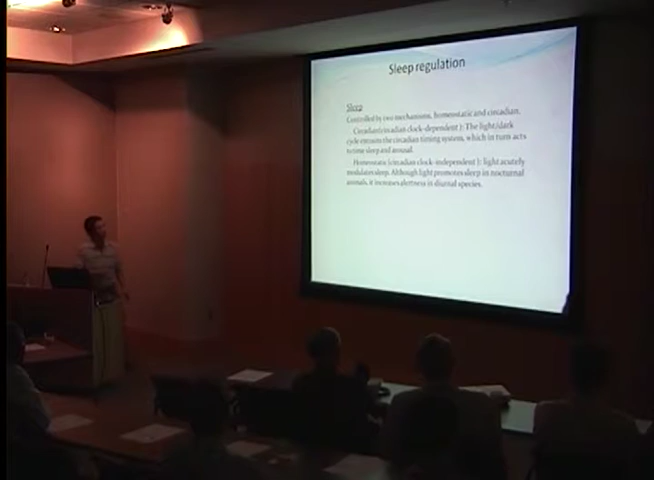 Sleep regulation
Sleep
Controlled by two mechanisms, homeostatic and circadian.
Circadian(circadian clock-dependent ): The light/dark
cycle entrains the circadian timing system, which in turn acts
to time sleep and arousal.
Homeostatic (circadian clock-independent ): light acutely
modulates sleep. Although light promotes sleep in nocturnal
animals, it increases alertness in diurnal species.